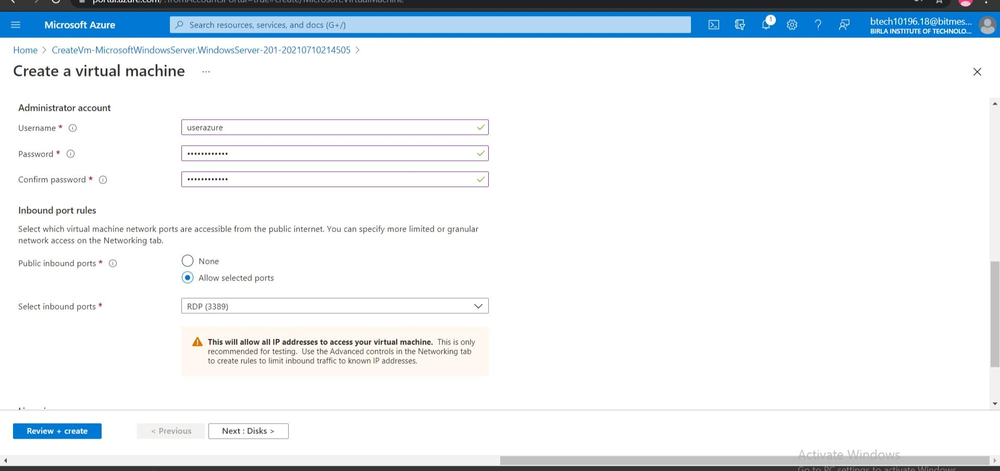 portal.azure.com/?fromAccountsPortal=true#create/Microsoft.VirtualMachine
Microsoft Azure
Search resources, services, and docs (G+/)
1
btech10196.18@bitmes...
BIRLA INSTITUTE OF TECHNOLO...
Home > CreateVm-MicrosoftWindowsServer.WindowsServer-201-20210710214505 >
Create a virtual machine ...
Administrator account
Username *
userazure
Password *
••••••••••••
Confirm password *
••••••••••••
Inbound port rules
Select which virtual machine network ports are accessible from the public internet. You can specify more limited or granular
network access on the Networking tab.
Public inbound ports *
None
Allow selected ports
Select inbound ports *
RDP (3389)
This will allow all IP addresses to access your virtual machine. This is only
recommended for testing. Use the Advanced controls in the Networking tab
to create rules to limit inbound traffic to known IP addresses.
Review + create
< Previous
Next : Disks >
Activate Windows
Go to PC settings to activate Windows.